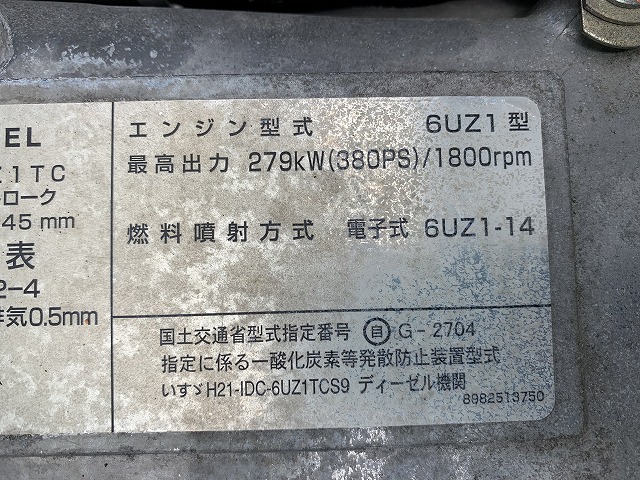 EL
エンジン型式 6UZ1型
Z1TC
最高出力 279kW(380PS)/1800rpm
ローク
45 mm
燃料噴射方式 電子式 6UZ1-14
表
2-4
気0.5mm
国土交通省型式指定番号 自 G-2704
指定に係る一酸化炭素等発散防止装置型式
いすゞH21-IDC-6UZ1TCS9 ディーゼル機関
8982513750